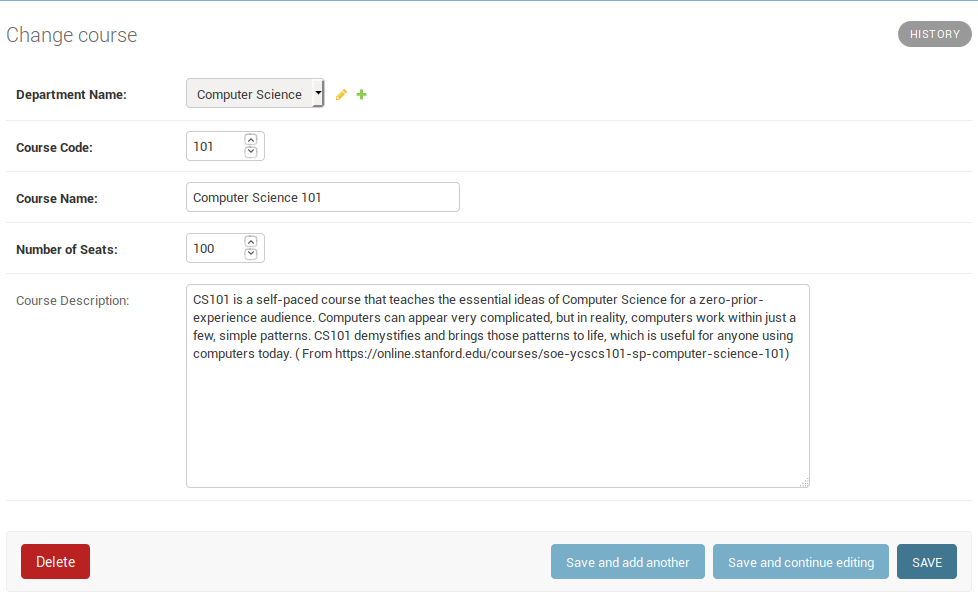 Change course
HISTORY
Department Name:
Computer Science
Course Code:
101
Course Name:
Computer Science 101
Number of Seats:
100
Course Description:
CS101 is a self-paced course that teaches the essential ideas of Computer Science for a zero-prior-
experience audience. Computers can appear very complicated, but in reality, computers work within just a
few, simple patterns. CS101 demystifies and brings those patterns to life, which is useful for anyone using
computers today. ( From https://online.stanford.edu/courses/soe-ycscs101-sp-computer-science-101)
Delete
Save and add another
Save and continue editing
SAVE